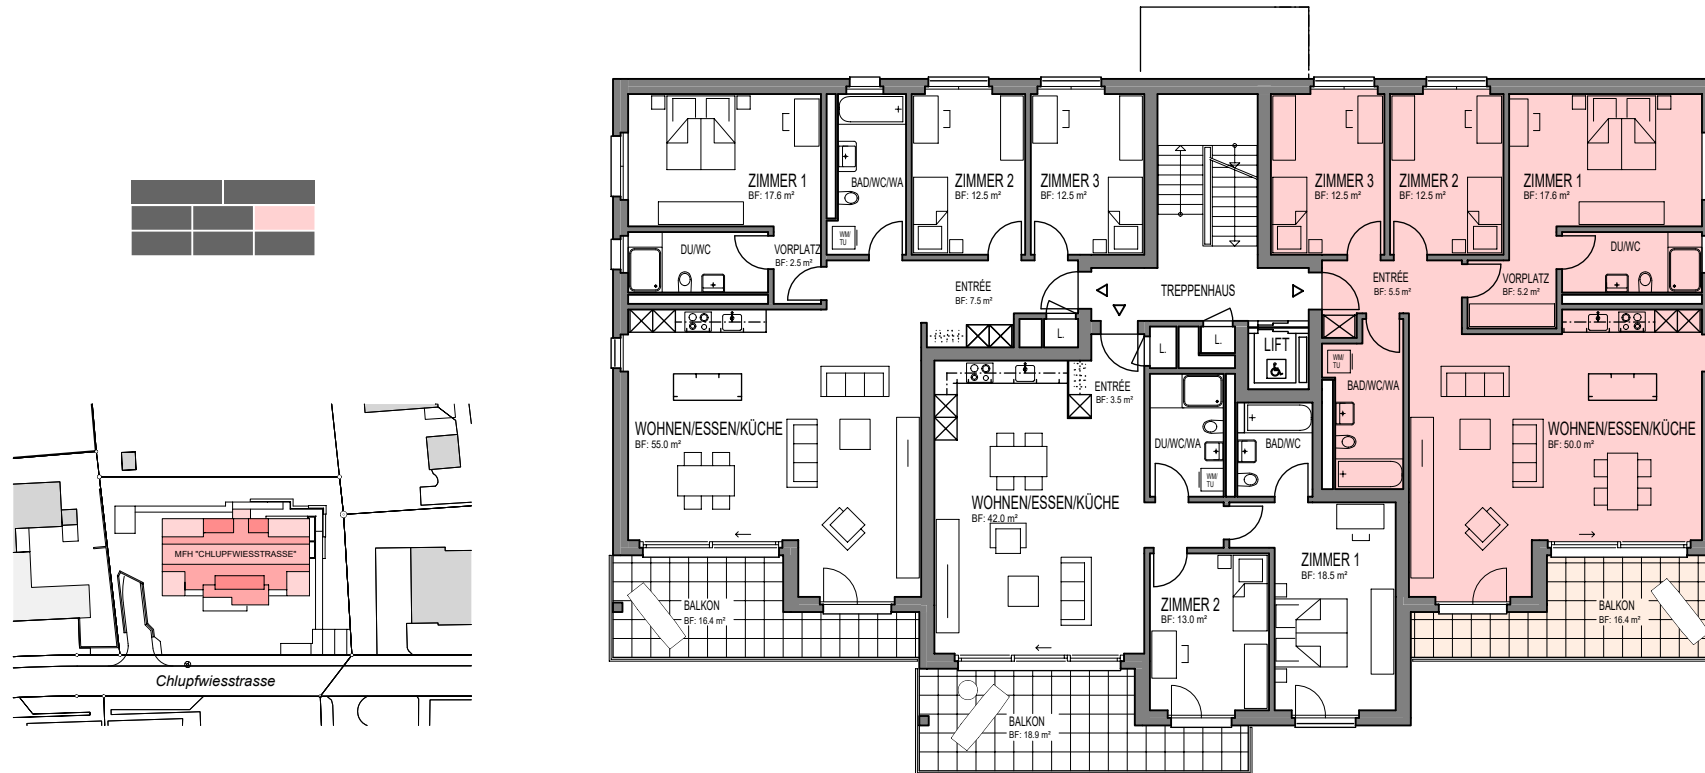 ZIMMER 1
BF: 17.6 m²
BAD/WC/WA
WM/
TU
ZIMMER 2
BF: 12.5 m²
ZIMMER 3
BF: 12.5 m²
ZIMMER 3
BF: 12.5 m²
ZIMMER 2
BF: 12.5 m²
ZIMMER 1
BF: 17.6 m²
DU/WC
VORPLATZ
BF: 2.5 m²
ENTRÉE
BF: 7.5 m²
TREPPENHAUS
ENTRÉE
BF: 5.5 m²
VORPLATZ
BF: 5.2 m²
DU/WC
L.
L.
L.
LIFT
WM/
TU
BAD/WC/WA
ENTRÉE
BF: 3.5 m²
WOHNEN/ESSEN/KÜCHE
BF: 55.0 m²
DU/WC/WA
WM/
TU
BAD/WC
WOHNEN/ESSEN/KÜCHE
BF: 50.0 m²
WOHNEN/ESSEN/KÜCHE
BF: 42.0 m²
ZIMMER 1
BF: 18.5 m²
ZIMMER 2
BF: 13.0 m²
BALKON
BF: 16.4 m²
BALKON
BF: 16.4 m²
BALKON
BF: 18.9 m²
MFH "CHLUPFWIESSTRASSE"
Chlupfwiesstrasse